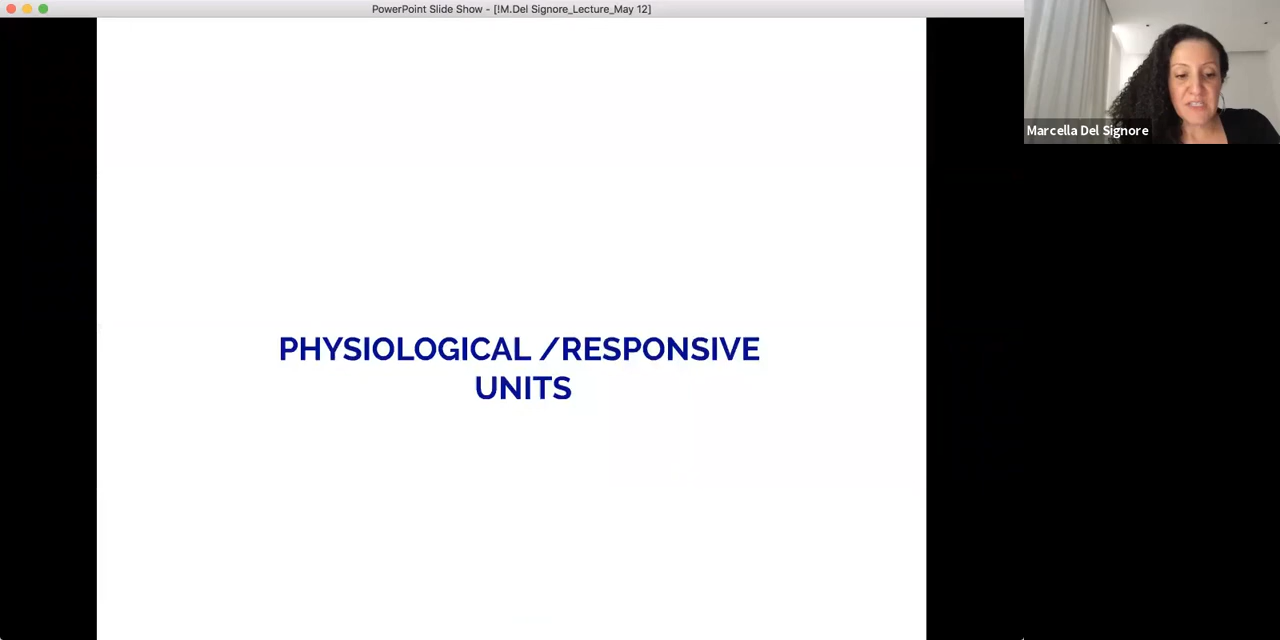 PowerPoint Slide Show - [!M.Del Signore_Lecture_May 12]
Marcella Del Signore
PHYSIOLOGICAL /RESPONSIVE
UNITS